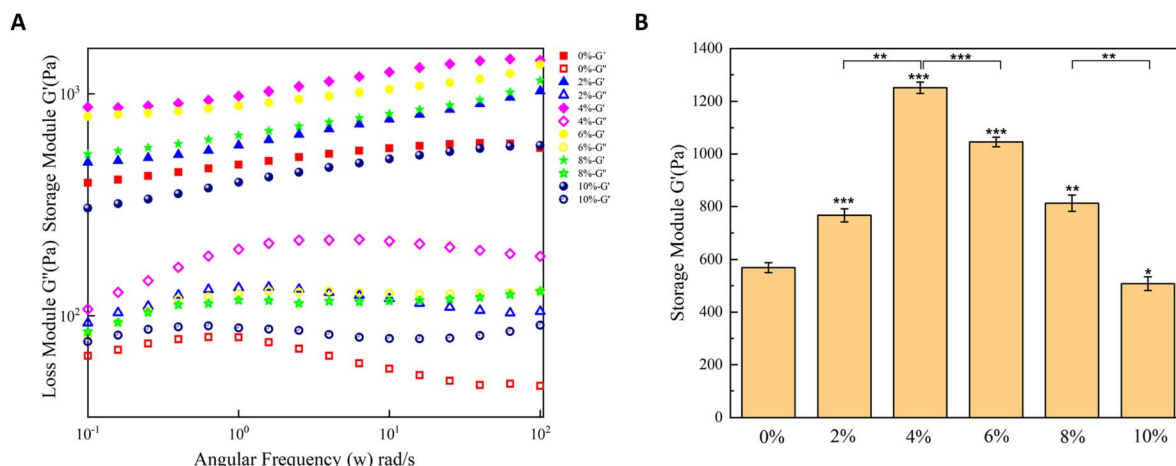 A
Storage Module G'(Pa)
Loss Module G''(Pa)
10³
10²
10⁻¹
10⁰
10¹
10²
Angular Frequency (w) rad/s
0%-G'
0%-G''
2%-G'
2%-G''
4%-G'
4%-G''
6%-G'
6%-G''
8%-G'
8%-G''
10%-G'
10%-G''
B
Storage Module G'(Pa)
1400
1200
1000
800
600
400
200
0
** *** **
***
***
***
**
*
0% 2% 4% 6% 8% 10%